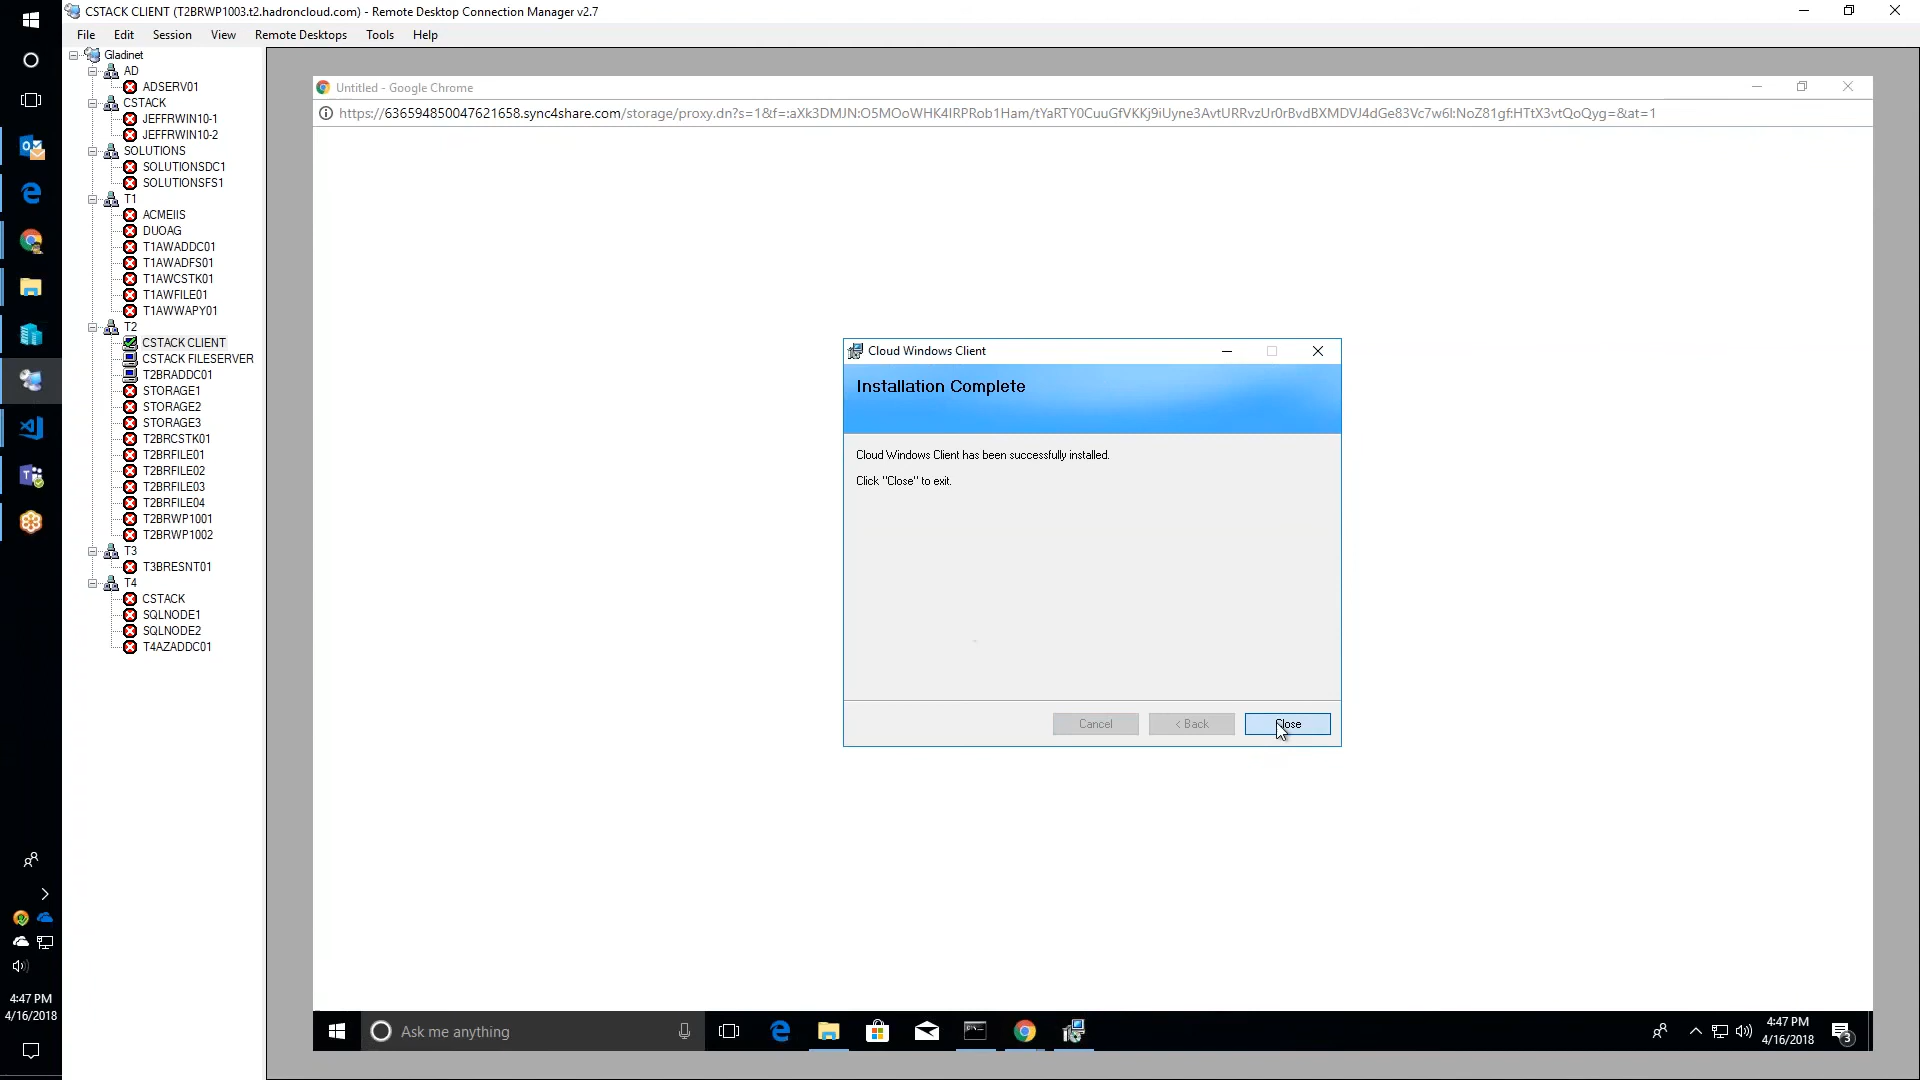 CSTACK CLIENT (T2BRWP1003.t2.hadroncloud.com) - Remote Desktop Connection Manager v2.7
File Edit Session View Remote Desktops Tools Help
Gladinet
AD
ADSERV01
CSTACK
JEFFRWIN10-1
JEFFRWIN10-2
SOLUTIONS
SOLUTIONSDC1
SOLUTIONSFS1
T1
ACMEIIS
DUOAG
T1AWADDC01
T1AWADFS01
T1AWCSTK01
T1AWFILE01
T1AWWAPY01
T2
CSTACK CLIENT
CSTACK FILESERVER
T2BRADDC01
STORAGE1
STORAGE2
STORAGE3
T2BRCSTK01
T2BRFILE01
T2BRFILE02
T2BRFILE03
T2BRFILE04
T2BRWP1001
T2BRWP1002
T3
T3BRESNT01
T4
CSTACK
SQLNODE1
SQLNODE2
T4AZADDC01
4:47 PM
4/16/2018
Untitled - Google Chrome
https://636594850047621658.sync4share.com/storage/proxy.dn?s=1&f=:aXk3DMJN:O5MOoWHK4IRPRob1Ham/tYaRTY0CuuGfVKKj9iUyne3AvtURRvzUr0rBvdBXMDVJ4dGe83Vc7w6l:NoZ81gf:HTtX3vtQoQyg=&at=1
Cloud Windows Client
Installation Complete
Cloud Windows Client has been successfully installed.
Click "Close" to exit.
Cancel < Back Close
Ask me anything
4:47 PM
4/16/2018
3